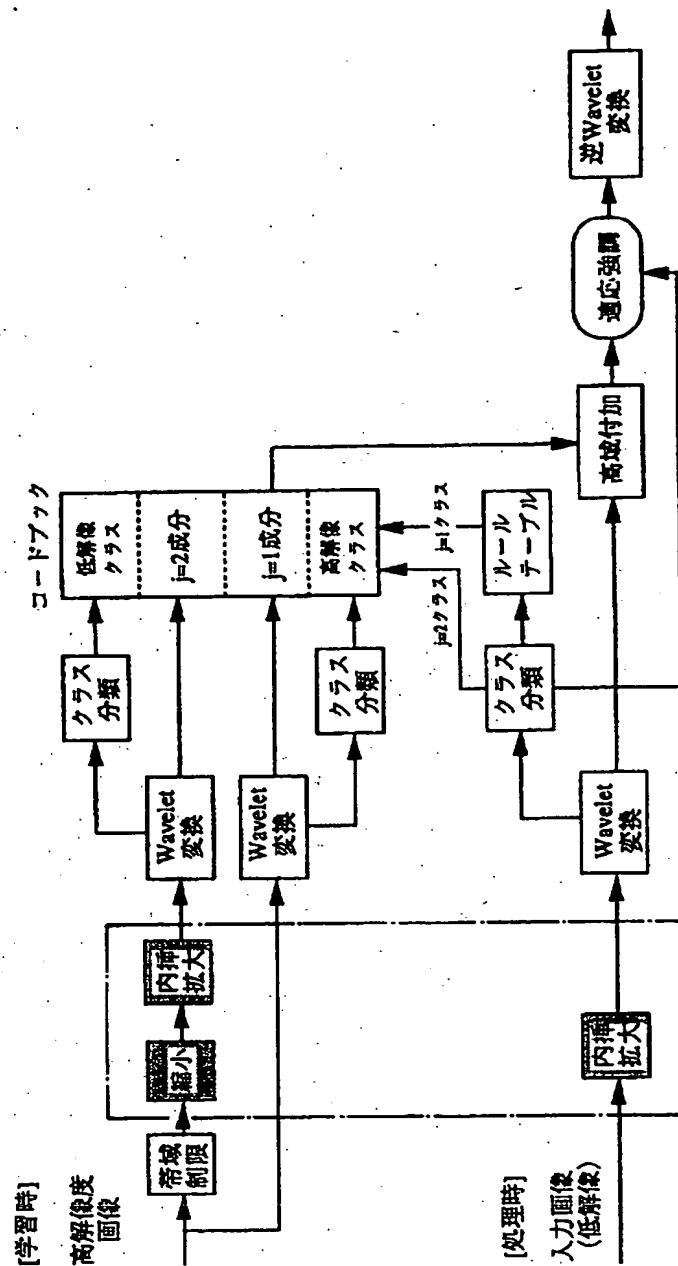 [学習時]
高解像度
画像
帯域
制限
縮小
内挿
拡大
Wavelet
変換
Wavelet
変換
クラス
分類
クラス
分類
コードブック
低解像
クラス
j=2成分
j=1成分
高解像
クラス
[処理時]
入力画像
(低解像)
内挿
拡大
Wavelet
変換
クラス
分類
j=2クラス
j=1クラス
ルール
テーブル
高域付加
適応強調
逆Wavelet
変換